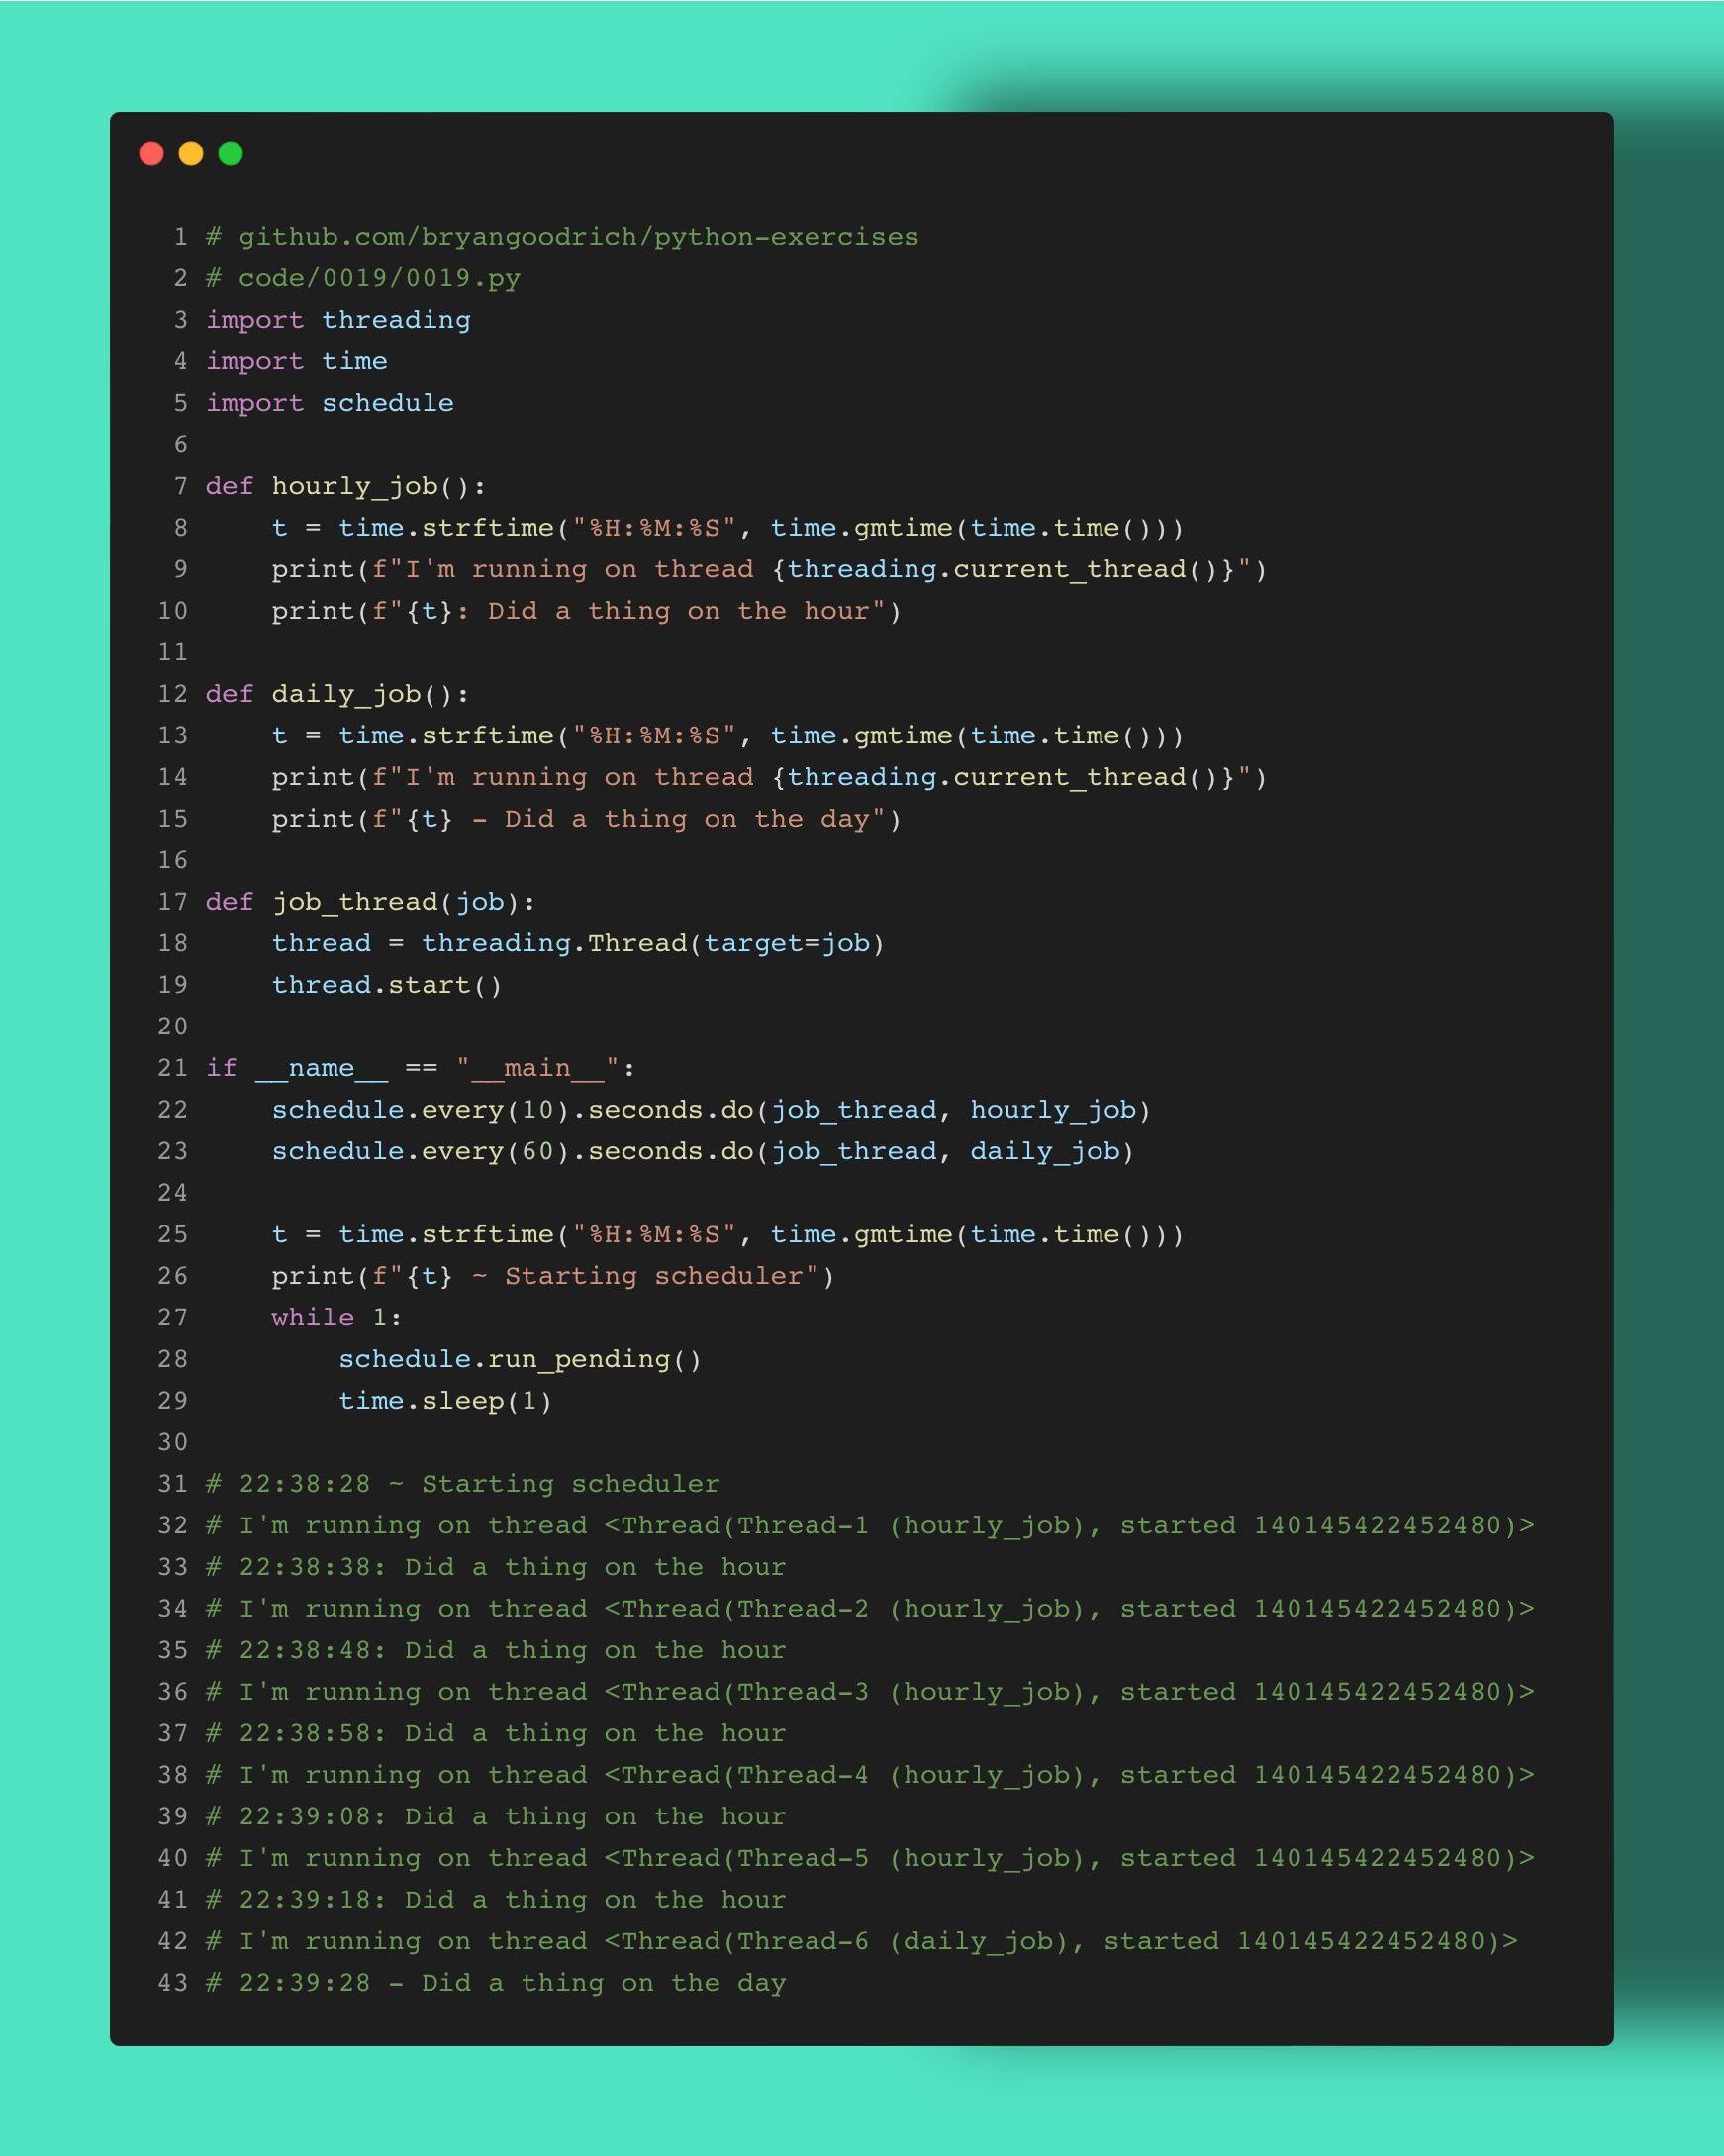 1 # github.com/bryangoodrich/python-exercises
2 # code/0019/0019.py
3 import threading
4 import time
5 import schedule
6
7 def hourly_job():
8     t = time.strftime("%H:%M:%S", time.gmtime(time.time()))
9     print(f"I'm running on thread {threading.current_thread()}")
10     print(f"{t}: Did a thing on the hour")
11
12 def daily_job():
13     t = time.strftime("%H:%M:%S", time.gmtime(time.time()))
14     print(f"I'm running on thread {threading.current_thread()}")
15     print(f"{t} - Did a thing on the day")
16
17 def job_thread(job):
18     thread = threading.Thread(target=job)
19     thread.start()
20
21 if __name__ == "__main__":
22     schedule.every(10).seconds.do(job_thread, hourly_job)
23     schedule.every(60).seconds.do(job_thread, daily_job)
24
25     t = time.strftime("%H:%M:%S", time.gmtime(time.time()))
26     print(f"{t} ~ Starting scheduler")
27     while 1:
28         schedule.run_pending()
29         time.sleep(1)
30
31 # 22:38:28 ~ Starting scheduler
32 # I'm running on thread <Thread(Thread-1 (hourly_job), started 140145422452480)>
33 # 22:38:38: Did a thing on the hour
34 # I'm running on thread <Thread(Thread-2 (hourly_job), started 140145422452480)>
35 # 22:38:48: Did a thing on the hour
36 # I'm running on thread <Thread(Thread-3 (hourly_job), started 140145422452480)>
37 # 22:38:58: Did a thing on the hour
38 # I'm running on thread <Thread(Thread-4 (hourly_job), started 140145422452480)>
39 # 22:39:08: Did a thing on the hour
40 # I'm running on thread <Thread(Thread-5 (hourly_job), started 140145422452480)>
41 # 22:39:18: Did a thing on the hour
42 # I'm running on thread <Thread(Thread-6 (daily_job), started 140145422452480)>
43 # 22:39:28 - Did a thing on the day